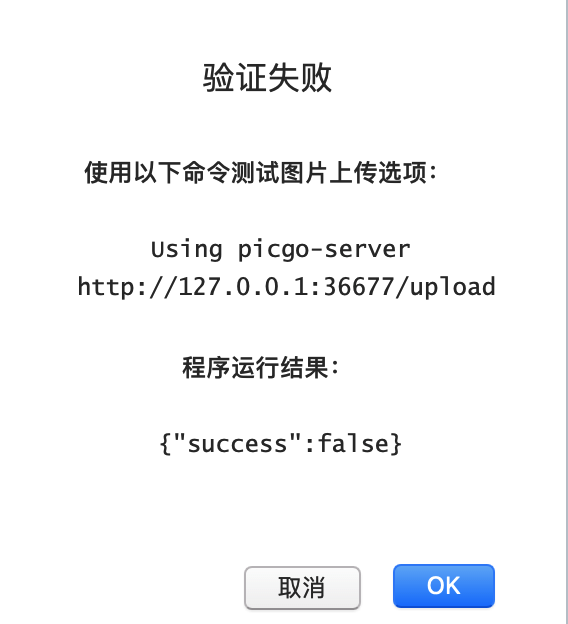 验证失败
使用以下命令测试图片上传选项：
Using picgo-server
http://127.0.0.1:36677/upload
程序运行结果：
{"success":false}
取消
OK